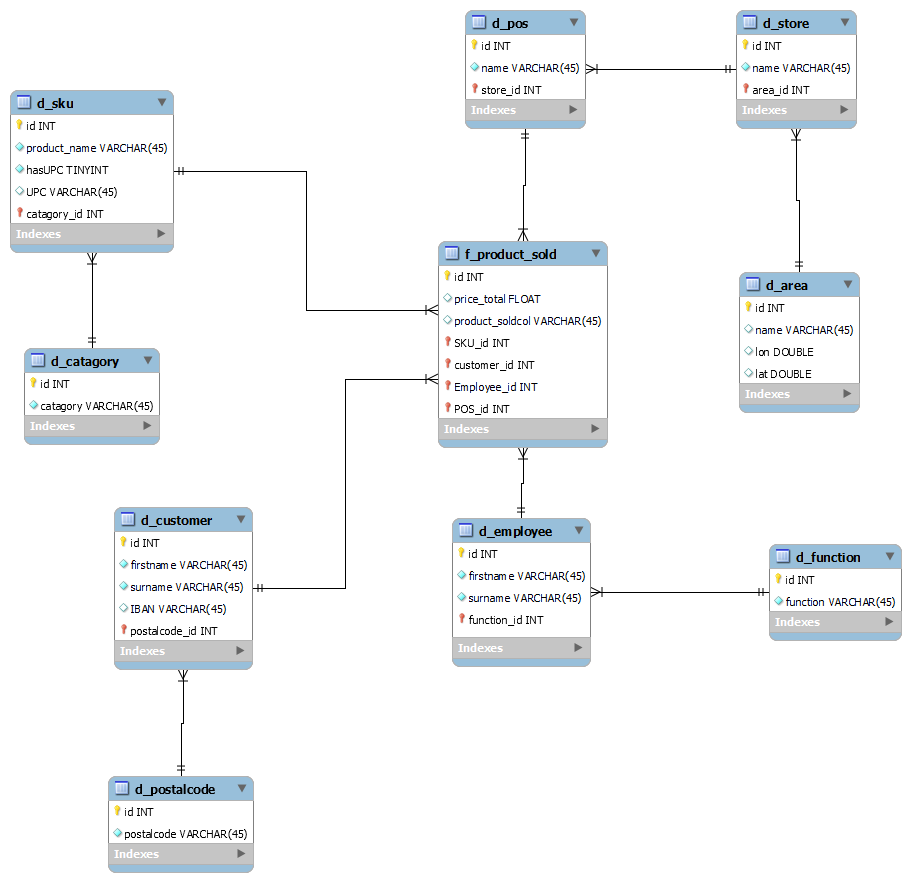 d_pos
id INT
name VARCHAR(45)
store_id INT
Indexes
d_store
id INT
name VARCHAR(45)
area_id INT
Indexes
d_sku
id INT
product_name VARCHAR(45)
hasUPC TINYINT
UPC VARCHAR(45)
catagory_id INT
Indexes
f_product_sold
id INT
price_total FLOAT
product_soldcol VARCHAR(45)
SKU_id INT
customer_id INT
Employee_id INT
POS_id INT
Indexes
d_area
id INT
name VARCHAR(45)
lon DOUBLE
lat DOUBLE
Indexes
d_catagory
id INT
catagory VARCHAR(45)
Indexes
d_customer
id INT
firstname VARCHAR(45)
surname VARCHAR(45)
IBAN VARCHAR(45)
postalcode_id INT
Indexes
d_employee
id INT
firstname VARCHAR(45)
surname VARCHAR(45)
function_id INT
Indexes
d_function
id INT
function VARCHAR(45)
Indexes
d_postalcode
id INT
postalcode VARCHAR(45)
Indexes